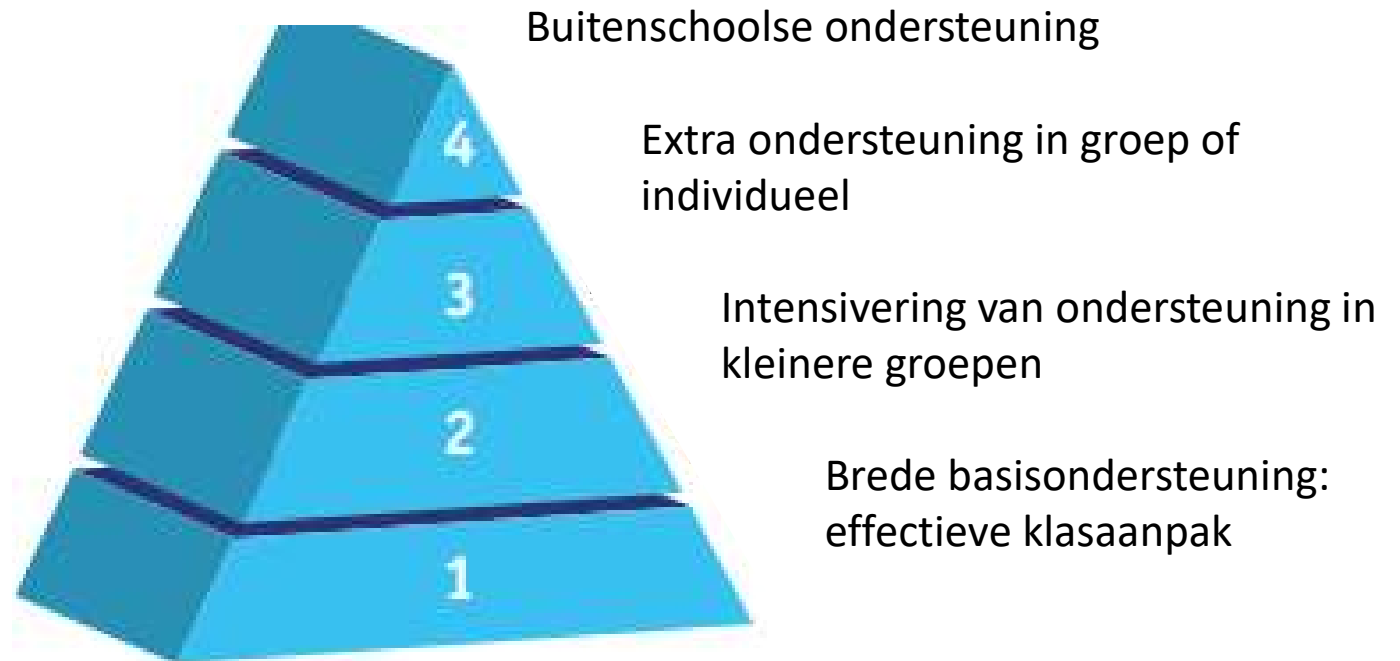 Buitenschoolse ondersteuning
4
Extra ondersteuning in groep of
individueel
3
Intensivering van ondersteuning in
kleinere groepen
2
Brede basisondersteuning:
effectieve klasaanpak
1